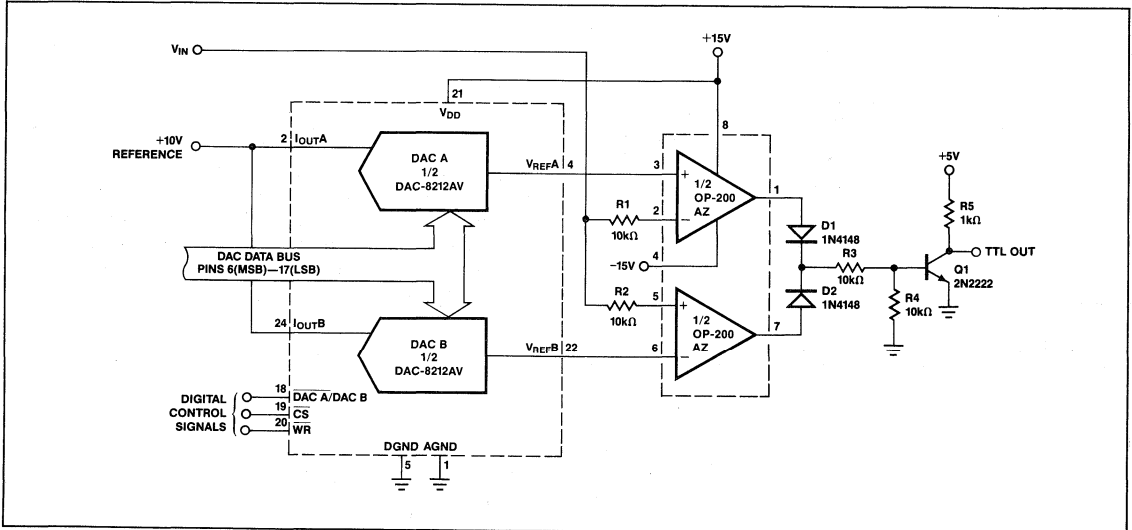 +15V
VIN
21
VDD
8
+10V
REFERENCE
2 IOUTA
DAC A
1/2
DAC-8212AV
VREFA 4
3
+
1/2
OP-200
AZ
1
+5V
R5
1kΩ
R1
10kΩ
2
−
D1
1N4148
TTL OUT
DAC DATA BUS
PINS 6(MSB)—17(LSB)
4
−15V
R3
10kΩ
Q1
2N2222
R2
10kΩ
5
+
D2
1N4148
R4
10kΩ
24 IOUTB
1/2
OP-200
AZ
7
DAC B
1/2
DAC-8212AV
VREFB 22
6
−
DIGITAL
CONTROL
SIGNALS
18 DAC A/DAC B
19 CS
20 WR
DGND AGND
5 1